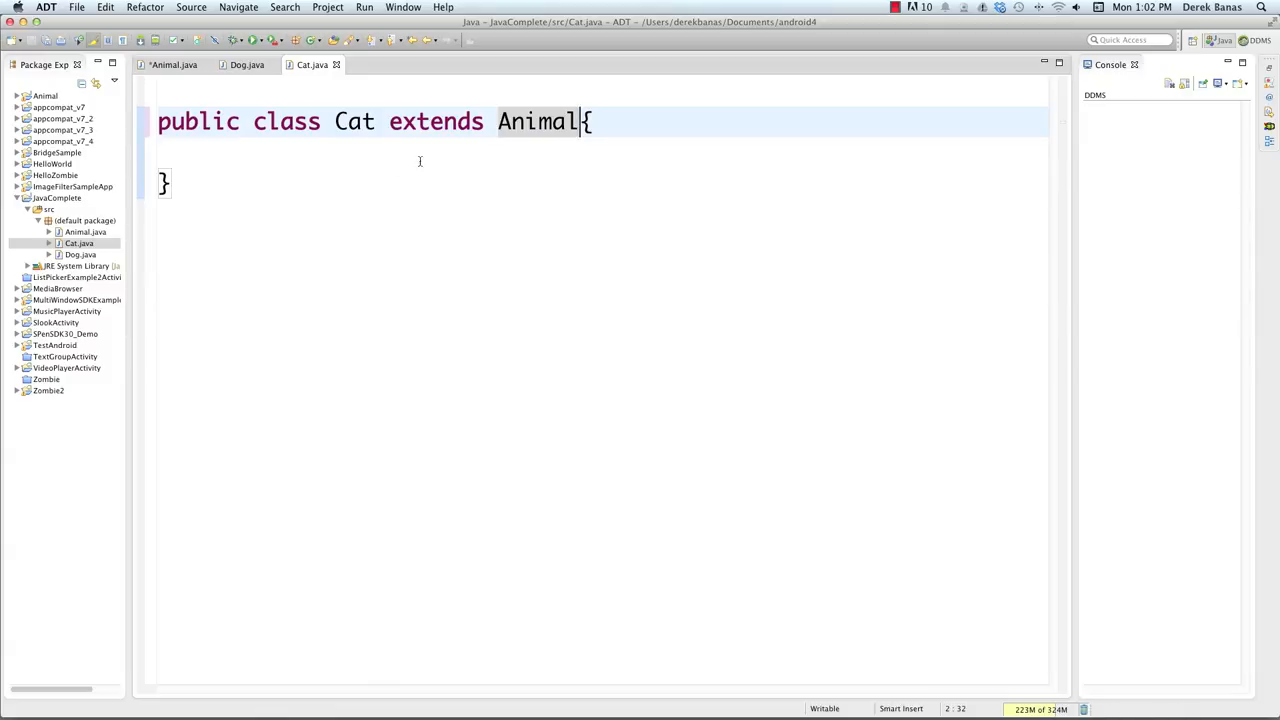 ADT File Edit Refactor Source Navigate Search Project Run Window Help 10 Mon 1:02 PM Derek Banas
Java – JavaComplete/src/Cat.java – ADT – /Users/derekbanas/Documents/android4
Quick Access Java DDMS
Package Exp
*Animal.java Dog.java Cat.java
Console
DDMS
public class Cat extends Animal{
}
Animal
appcompat_v7
appcompat_v7_2
appcompat_v7_3
appcompat_v7_4
BridgeSample
HelloWorld
HelloZombie
ImageFilterSampleApp
JavaComplete
src
(default package)
Animal.java
Cat.java
Dog.java
JRE System Library [Ja
ListPickerExample2Activi
MediaBrowser
MultiWindowSDKExample
MusicPlayerActivity
SlookActivity
SPenSDK30_Demo
TestAndroid
TextGroupActivity
VideoPlayerActivity
Zombie
Zombie2
Writable Smart Insert 2 : 32 223M of 324M